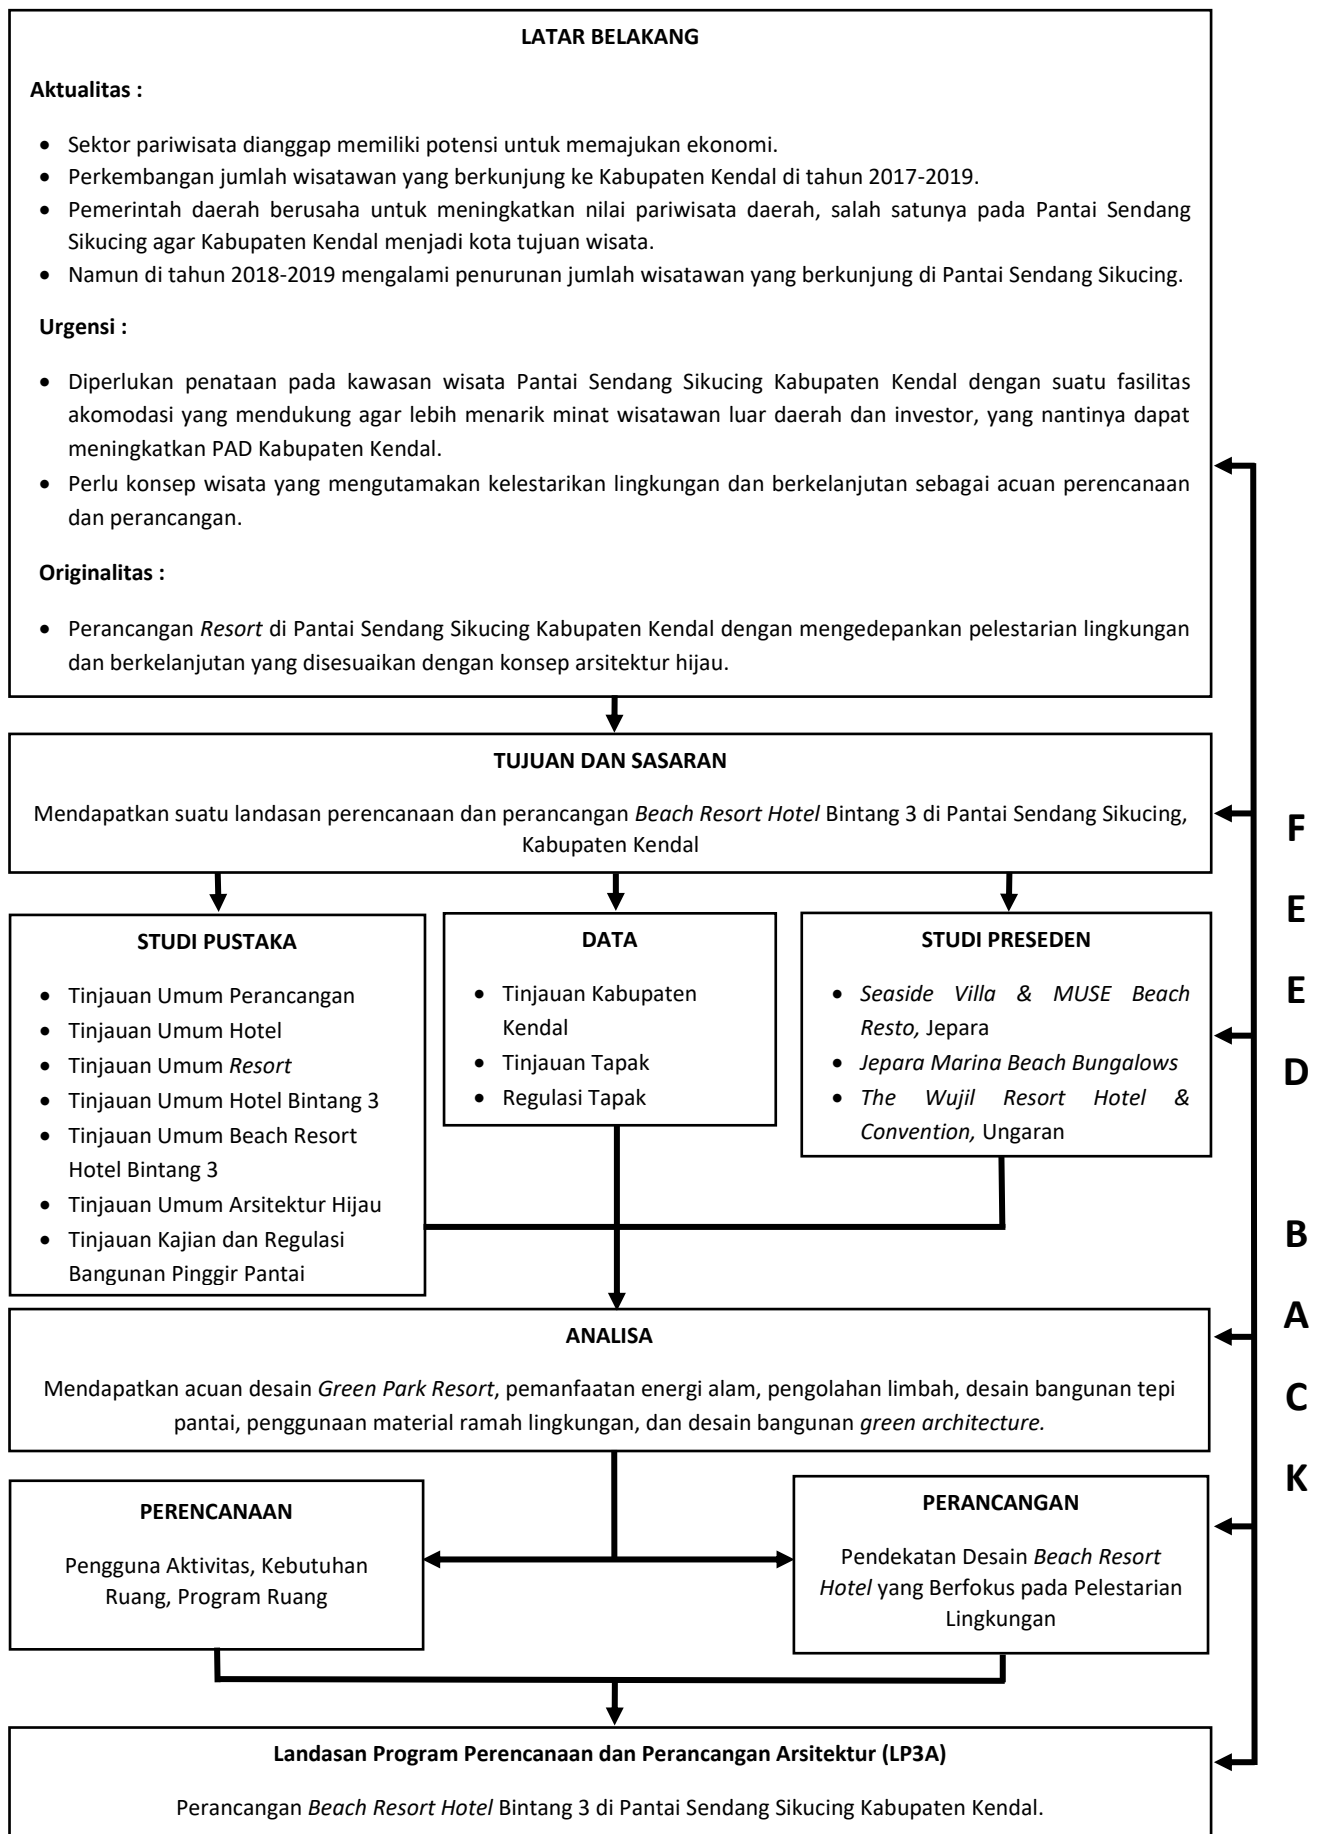 LATAR BELAKANG
Aktualitas :
• Sektor pariwisata dianggap memiliki potensi untuk memajukan ekonomi.
• Perkembangan jumlah wisatawan yang berkunjung ke Kabupaten Kendal di tahun 2017-2019.
• Pemerintah daerah berusaha untuk meningkatkan nilai pariwisata daerah, salah satunya pada Pantai Sendang
Sikucing agar Kabupaten Kendal menjadi kota tujuan wisata.
• Namun di tahun 2018-2019 mengalami penurunan jumlah wisatawan yang berkunjung di Pantai Sendang Sikucing.
Urgensi :
• Diperlukan penataan pada kawasan wisata Pantai Sendang Sikucing Kabupaten Kendal dengan suatu fasilitas
akomodasi yang mendukung agar lebih menarik minat wisatawan luar daerah dan investor, yang nantinya dapat
meningkatkan PAD Kabupaten Kendal.
• Perlu konsep wisata yang mengutamakan kelestarikan lingkungan dan berkelanjutan sebagai acuan perencanaan
dan perancangan.
Originalitas :
• Perancangan Resort di Pantai Sendang Sikucing Kabupaten Kendal dengan mengedepankan pelestarian lingkungan
dan berkelanjutan yang disesuaikan dengan konsep arsitektur hijau.
TUJUAN DAN SASARAN
Mendapatkan suatu landasan perencanaan dan perancangan Beach Resort Hotel Bintang 3 di Pantai Sendang Sikucing,
Kabupaten Kendal
STUDI PUSTAKA
• Tinjauan Umum Perancangan
• Tinjauan Umum Hotel
• Tinjauan Umum Resort
• Tinjauan Umum Hotel Bintang 3
• Tinjauan Umum Beach Resort
Hotel Bintang 3
• Tinjauan Umum Arsitektur Hijau
• Tinjauan Kajian dan Regulasi
Bangunan Pinggir Pantai
DATA
• Tinjauan Kabupaten
Kendal
• Tinjauan Tapak
• Regulasi Tapak
STUDI PRESEDEN
• Seaside Villa & MUSE Beach
Resto, Jepara
• Jepara Marina Beach Bungalows
• The Wujil Resort Hotel &
Convention, Ungaran
ANALISA
Mendapatkan acuan desain Green Park Resort, pemanfaatan energi alam, pengolahan limbah, desain bangunan tepi
pantai, penggunaan material ramah lingkungan, dan desain bangunan green architecture.
PERENCANAAN
Pengguna Aktivitas, Kebutuhan
Ruang, Program Ruang
PERANCANGAN
Pendekatan Desain Beach Resort
Hotel yang Berfokus pada Pelestarian
Lingkungan
Landasan Program Perencanaan dan Perancangan Arsitektur (LP3A)
Perancangan Beach Resort Hotel Bintang 3 di Pantai Sendang Sikucing Kabupaten Kendal.
F
E
E
D
B
A
C
K